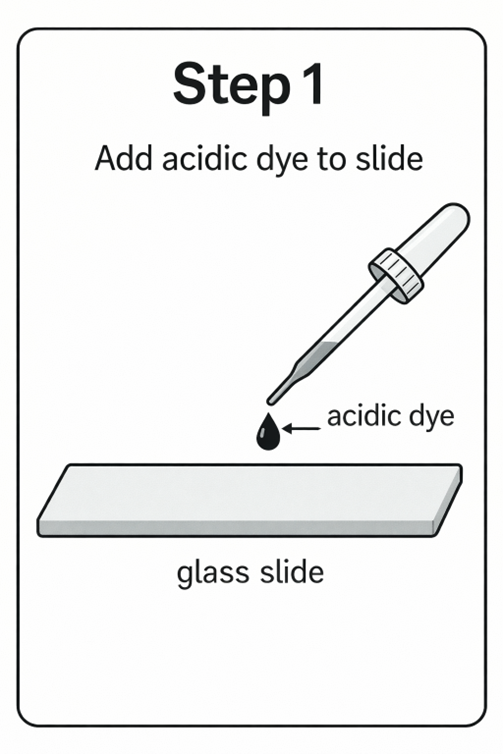 Step 1
Add acidic dye to slide
acidic dye
glass slide